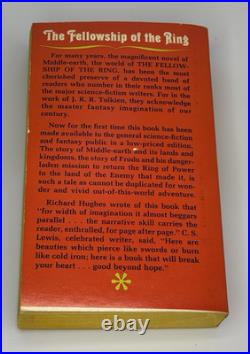 The Fellowship of the Ring
For many years, the magnificent novel of
Middle-earth, the world of THE FELLOW-
SHIP OF THE RING, has been the most
cherished preserve of a devoted band of
readers who number in their ranks most of
the major science-fiction writers. For in the
work of J. R. R. Tolkien, they acknowledge
the master fantasy imagination of our
century.
Now for the first time this book has been
made available to the general science-fiction
and fantasy public in a low-priced edition.
The story of Middle-earth and its lands and
kingdoms, the story of Frodo and his danger-
laden mission to return the Ring of Power
to the land of the Enemy that made it, is
such a tale as cannot be duplicated for won-
der and vivid out-of-this-world adventure.
Richard Hughes wrote of this book that
"for width of imagination it almost beggars
parallel . . . the narrative skill carries the
reader, enthralled, for page after page." C. S.
Lewis, celebrated writer, said, "Here are
beauties which pierce like swords or burn
like cold iron; here is a book that will break
your heart . . . good beyond hope."